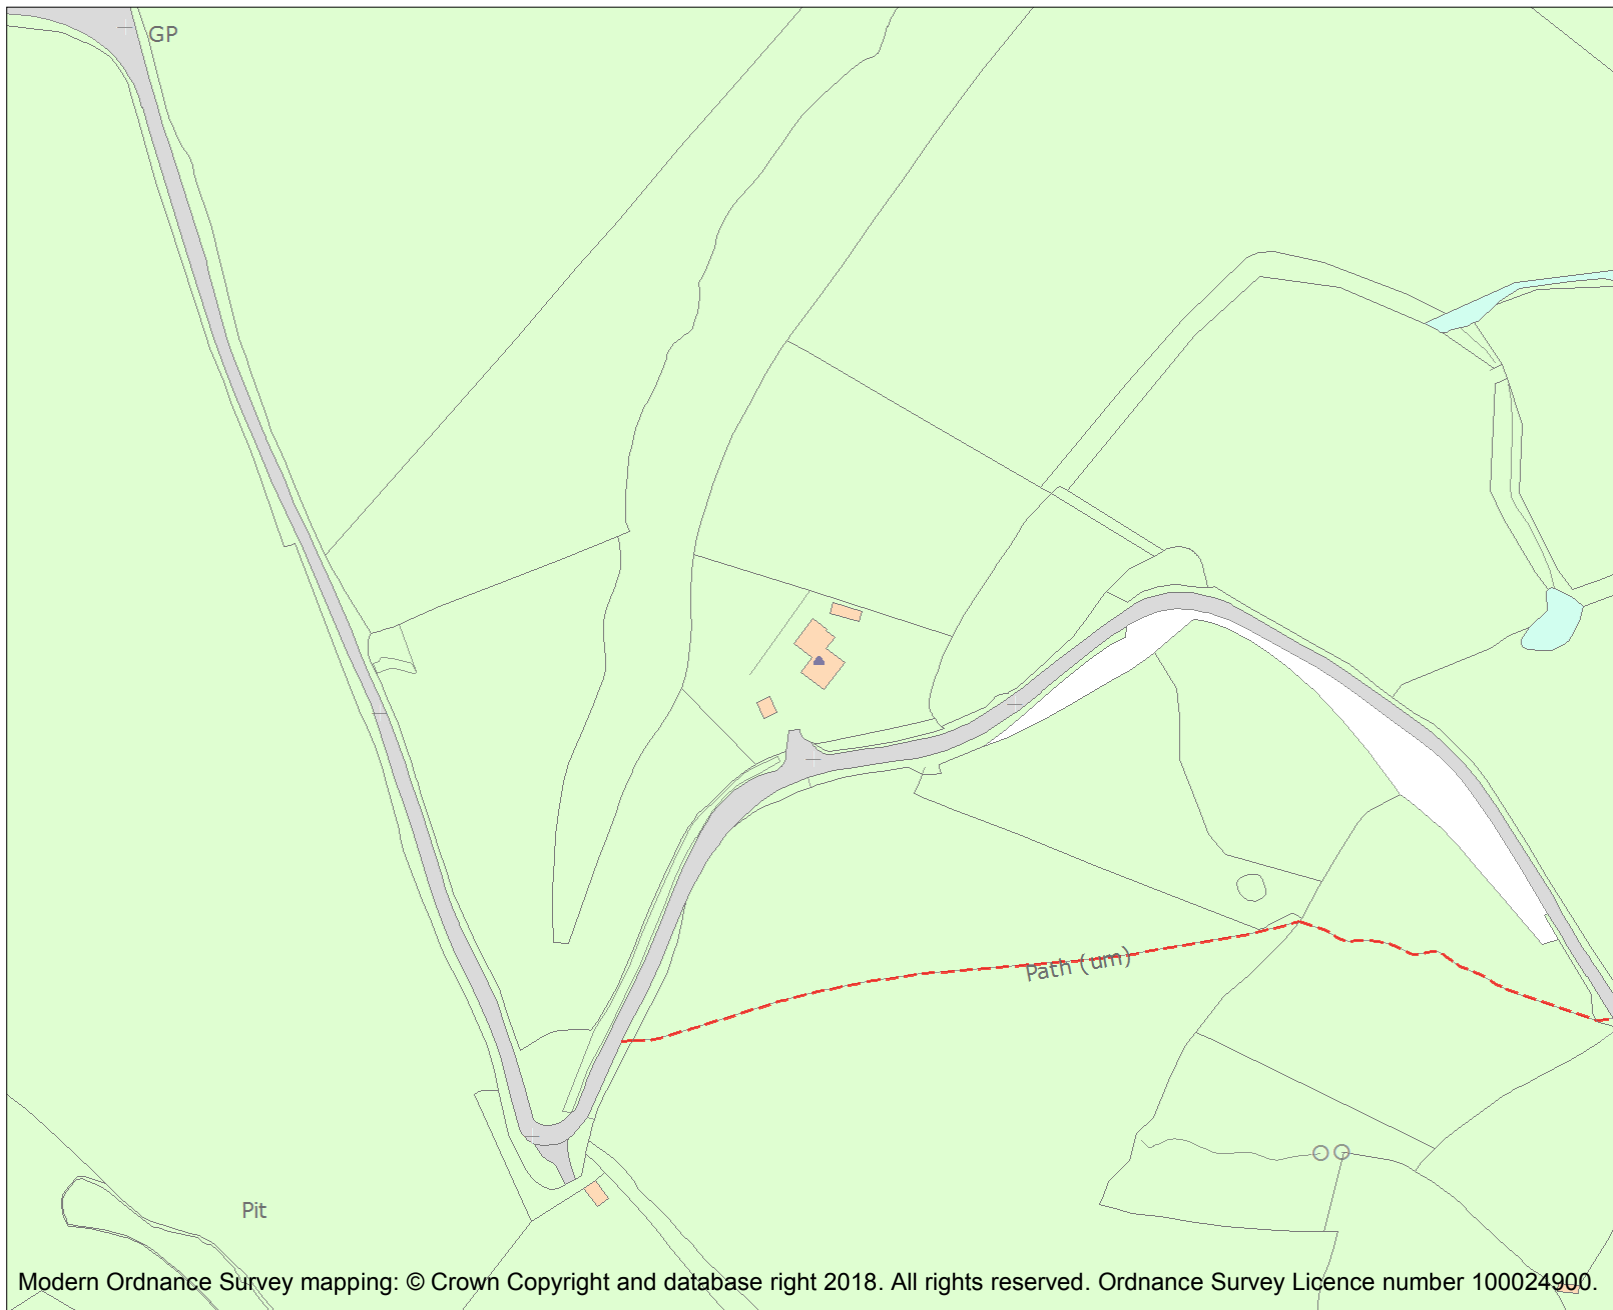 GP
Path (um)
Pit
Modern Ordnance Survey mapping: © Crown Copyright and database right 2018. All rights reserved. Ordnance Survey Licence number 100024900.